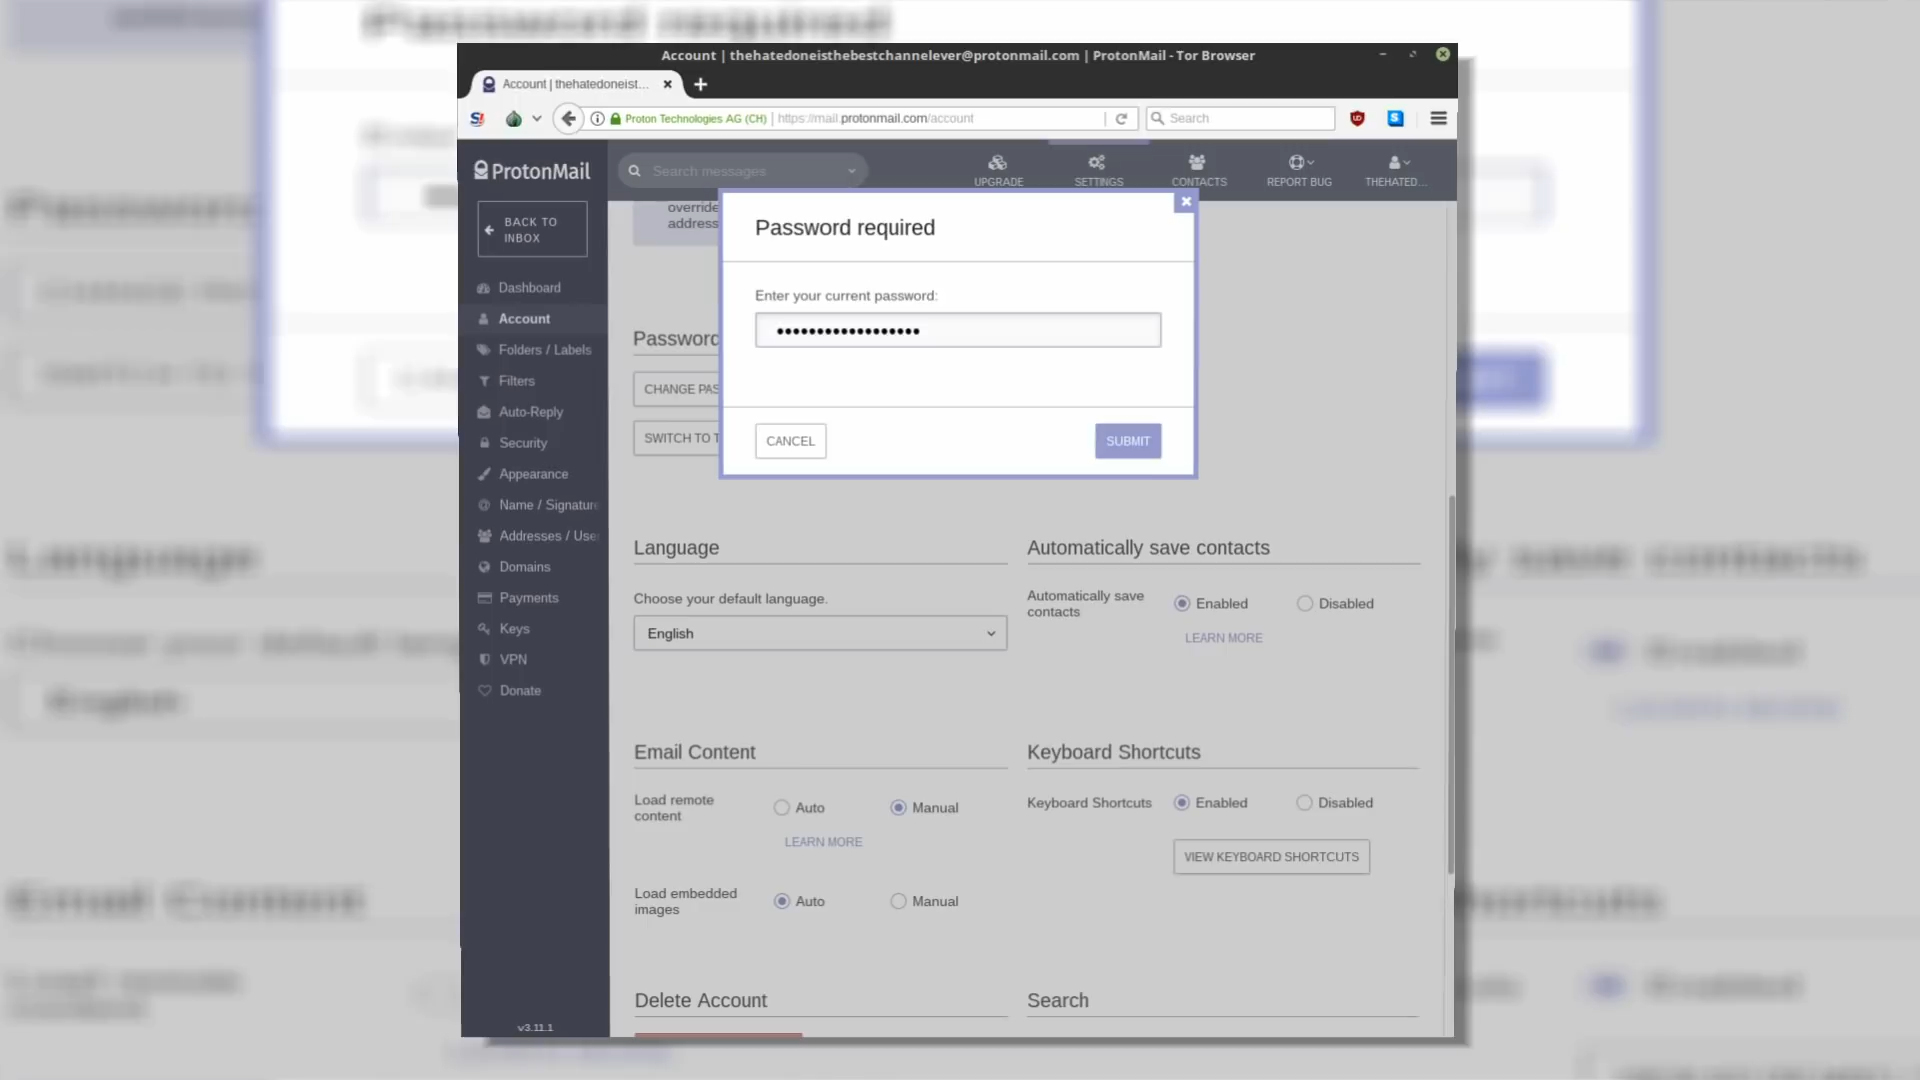 Account | thehatedoneisthebestchannelever@protonmail.com | ProtonMail - Tor Browser
Account | thehatedoneist...
Proton Technologies AG (CH)
https://mail.protonmail.com/account
Search
ProtonMail
Search messages
UPGRADE
SETTINGS
CONTACTS
REPORT BUG
THEHATED...
BACK TO
INBOX
Dashboard
Account
Folders / Labels
Filters
Auto-Reply
Security
Appearance
Name / Signature
Addresses / Use
Domains
Payments
Keys
VPN
Donate
v3.11.1
override
address
Password required
Enter your current password:
CANCEL
SUBMIT
Password
CHANGE PAS
SWITCH TO T
Language
Choose your default language.
English
Automatically save contacts
Automatically save
contacts
Enabled
Disabled
LEARN MORE
Email Content
Load remote
content
Auto
Manual
LEARN MORE
Load embedded
images
Auto
Manual
Keyboard Shortcuts
Keyboard Shortcuts
Enabled
Disabled
VIEW KEYBOARD SHORTCUTS
Delete Account
Search